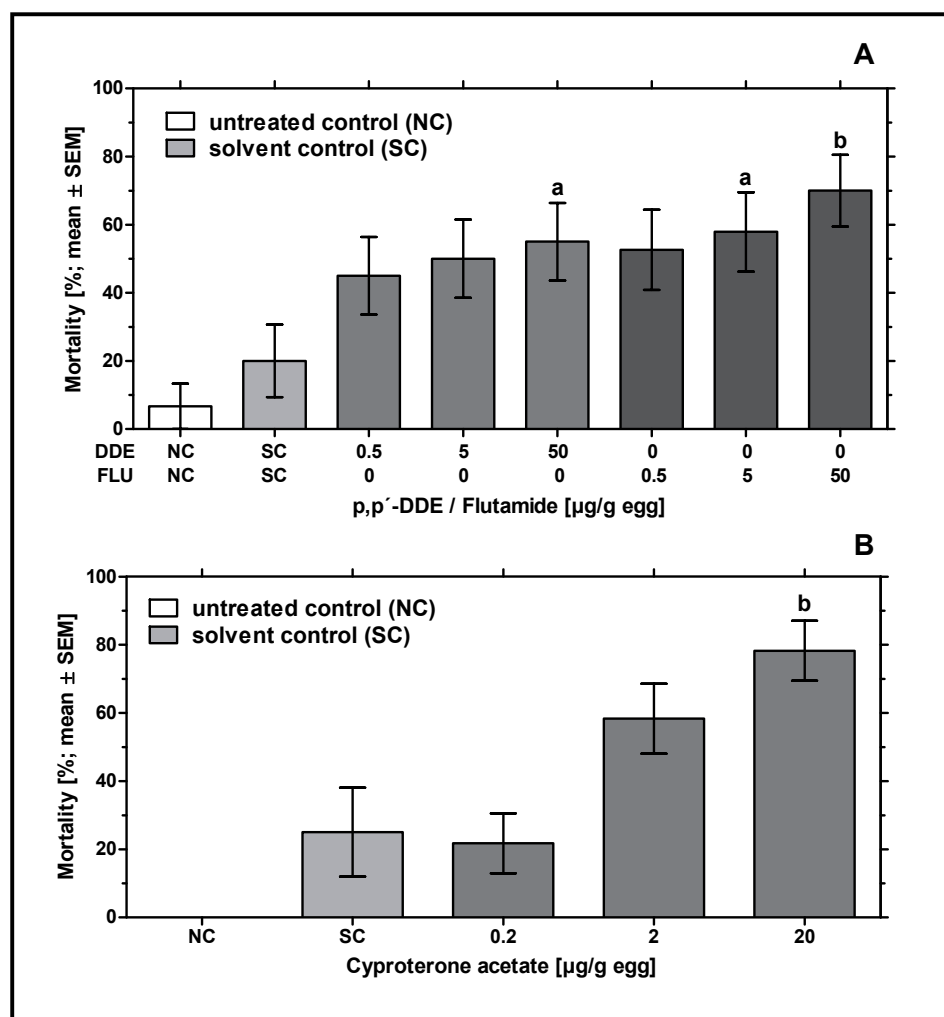 A
Mortality [%; mean ± SEM]
100
80
60
40
20
0
untreated control (NC)
solvent control (SC)
a
a
b
DDE NC SC 0.5 5 50 0 0 0
FLU NC SC 0 0 0 0.5 5 50
p,p´-DDE / Flutamide [µg/g egg]
B
Mortality [%; mean ± SEM]
100
80
60
40
20
0
untreated control (NC)
solvent control (SC)
b
NC SC 0.2 2 20
Cyproterone acetate [µg/g egg]